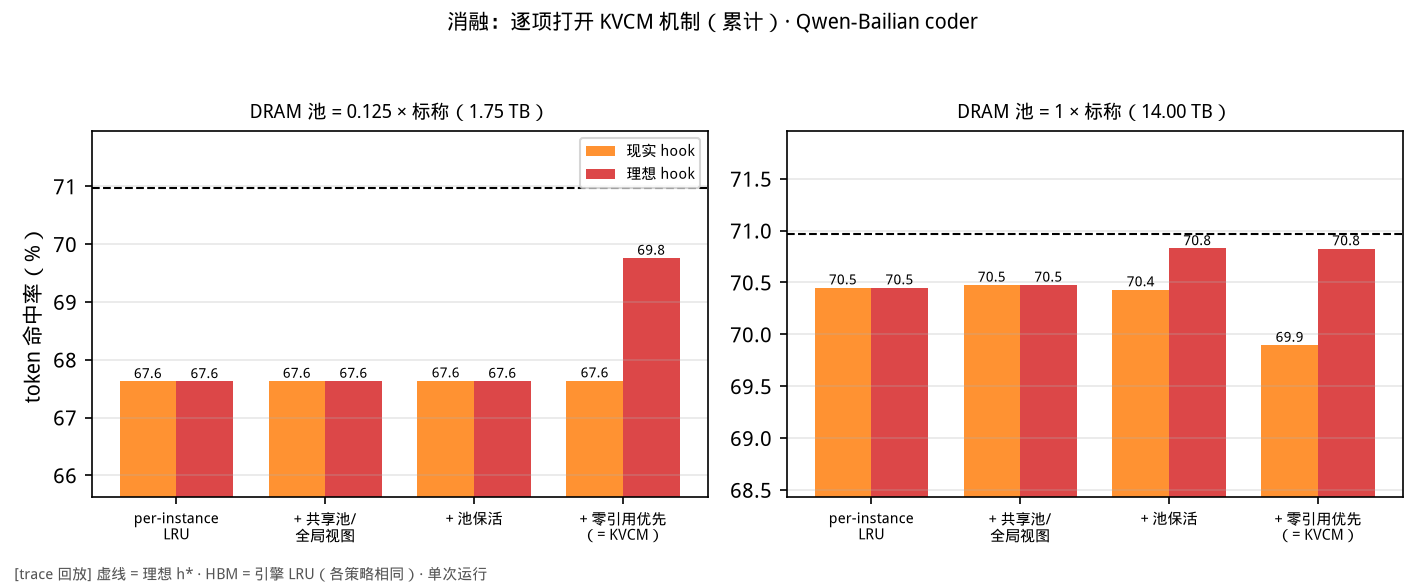 消融：逐项打开 KVCM 机制（累计）· Qwen-Bailian coder
DRAM 池 = 0.125 × 标称（1.75 TB）
token 命中率（%）
71
70
69
68
67
66
现实 hook
理想 hook
67.6
67.6
67.6
67.6
67.6
67.6
67.6
69.8
per-instance
LRU
+ 共享池/
全局视图
+ 池保活
+ 零引用优先
（= KVCM）
DRAM 池 = 1 × 标称（14.00 TB）
71.5
71.0
70.5
70.0
69.5
69.0
68.5
70.5
70.5
70.5
70.5
70.4
70.8
69.9
70.8
per-instance
LRU
+ 共享池/
全局视图
+ 池保活
+ 零引用优先
（= KVCM）
[trace 回放] 虚线 = 理想 h* · HBM = 引擎 LRU（各策略相同）· 单次运行